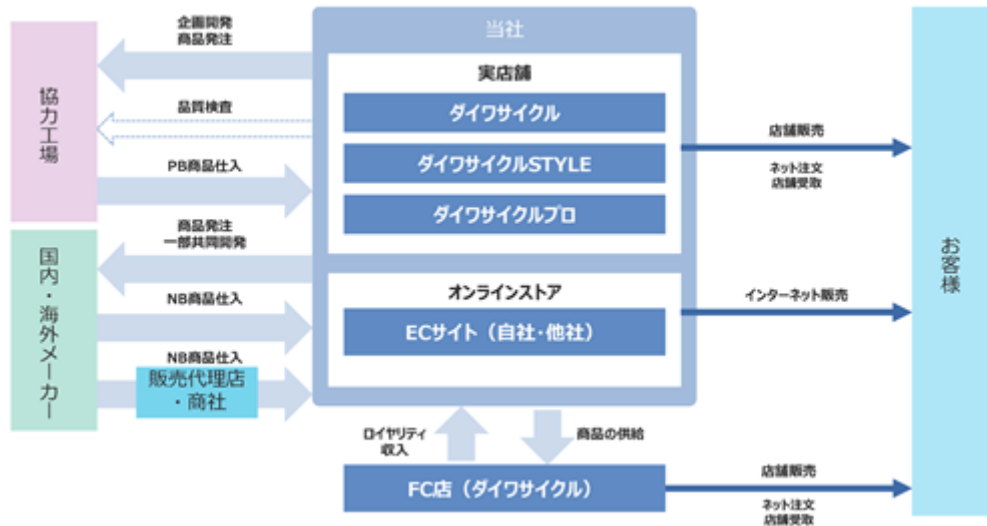 協力工場
国内・海外メーカー
企画開発
商品発注
品質検査
PB商品仕入
商品発注
一部共同開発
NB商品仕入
NB商品仕入
販売代理店
・商社
当社
実店舗
ダイワサイクル
ダイワサイクルSTYLE
ダイワサイクルプロ
オンラインストア
ECサイト（自社・他社）
ロイヤリティ
収入
商品の供給
FC店（ダイワサイクル）
店舗販売
ネット注文
店舗受取
インターネット販売
店舗販売
ネット注文
店舗受取
お客様